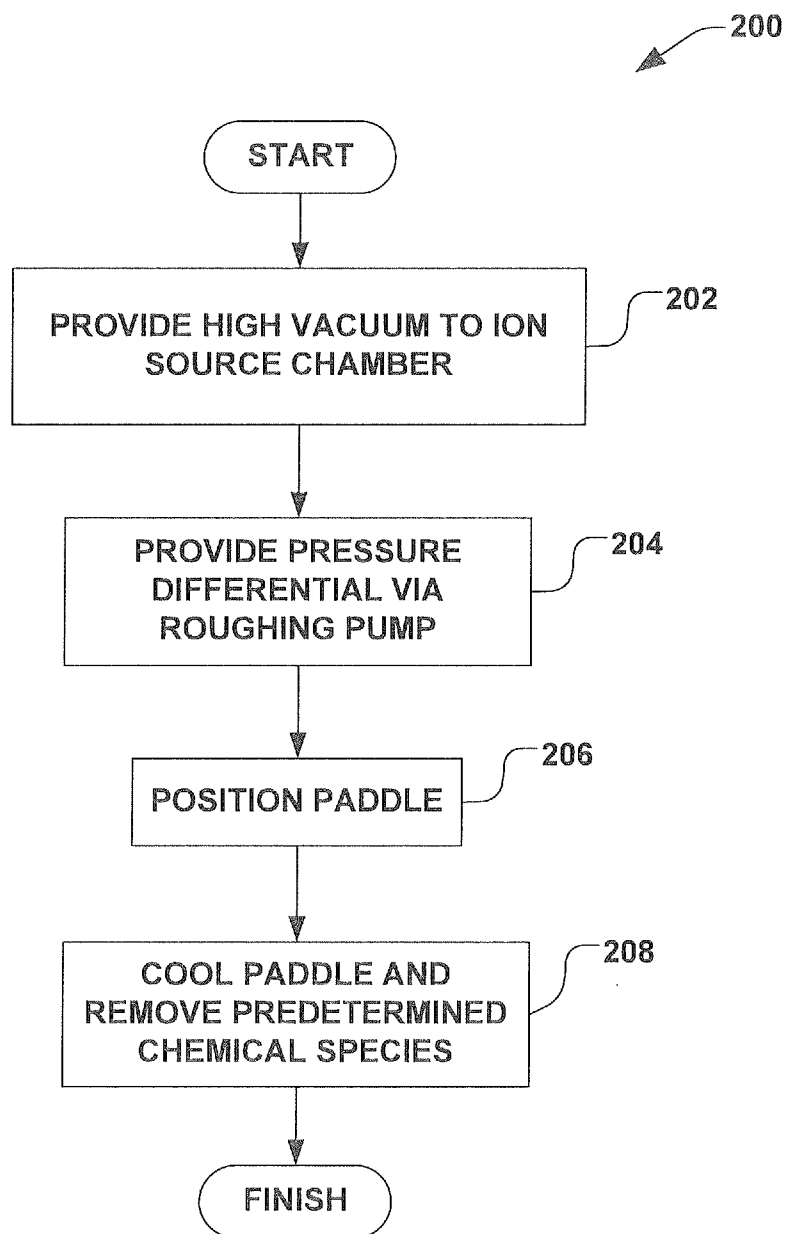 200
START
PROVIDE HIGH VACUUM TO ION
SOURCE CHAMBER
202
PROVIDE PRESSURE
DIFFERENTIAL VIA
ROUGHING PUMP
204
POSITION PADDLE
206
COOL PADDLE AND
REMOVE PREDETERMINED
CHEMICAL SPECIES
208
FINISH